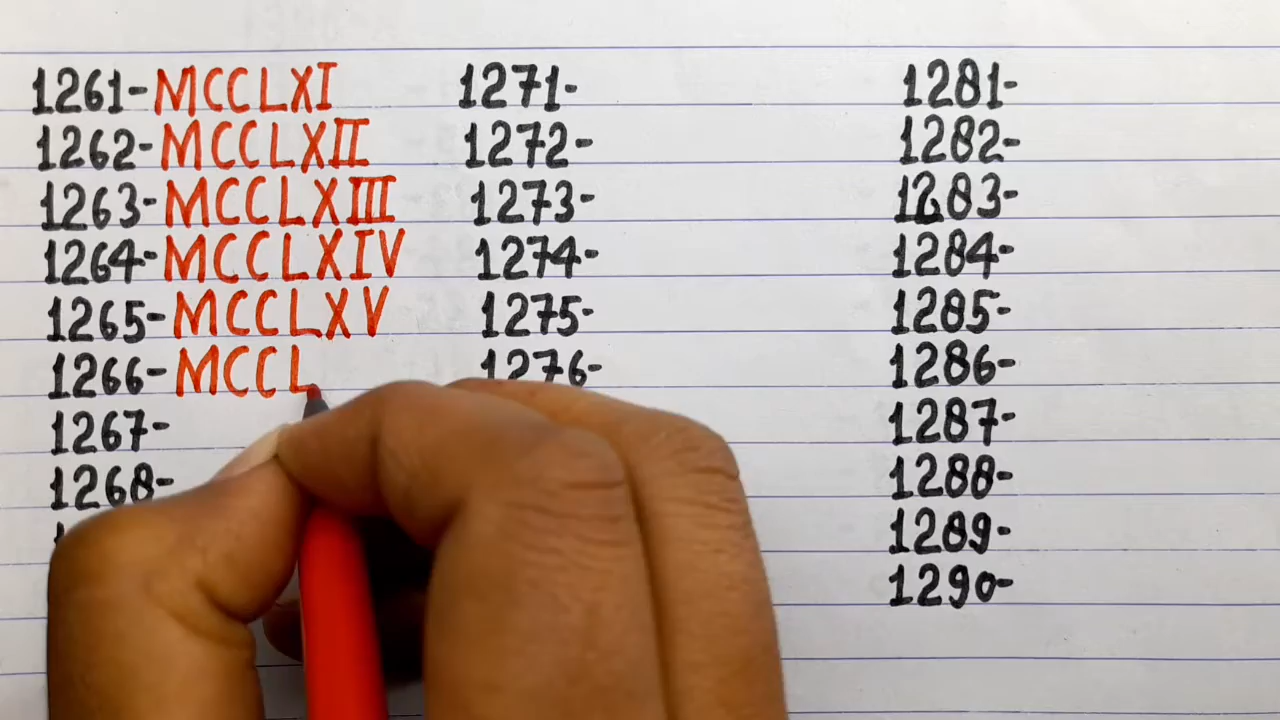 1261-MCCLXI 1271- 1281-
1262-MCCLXII 1272- 1282-
1263-MCCLXIII 1273- 1283-
1264-MCCLXIV 1274- 1284-
1265-MCCLXV 1275- 1285-
1266-MCCL 1276- 1286-
1267- 1287-
1268- 1288-
1289-
1290-